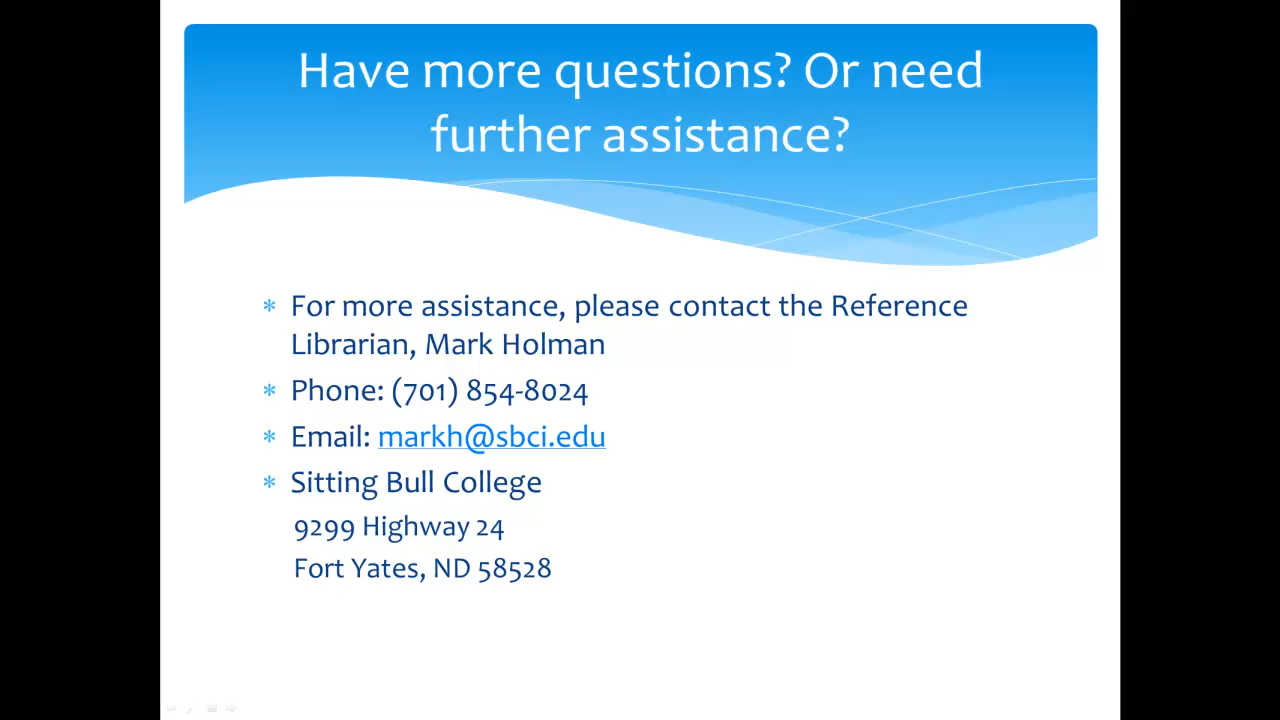 Have more questions? Or need
further assistance?
* For more assistance, please contact the Reference
Librarian, Mark Holman
* Phone: (701) 854-8024
* Email: markh@sbci.edu
* Sitting Bull College
9299 Highway 24
Fort Yates, ND 58528